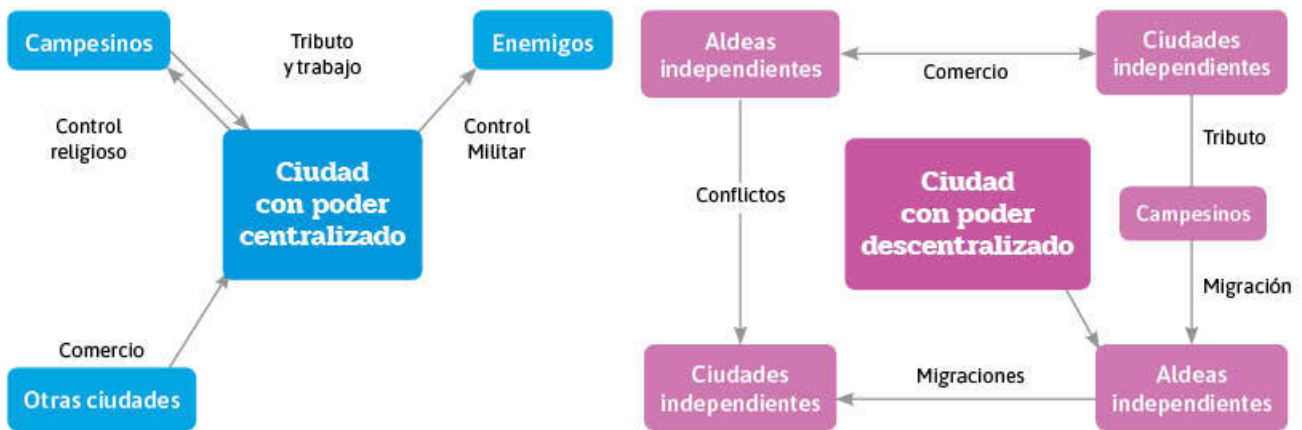 Campesinos
Tributo
y trabajo
Enemigos
Control
religioso
Control
Militar
Ciudad
con poder
centralizado
Comercio
Otras ciudades
Aldeas
independientes
Comercio
Ciudades
independientes
Tributo
Conflictos
Ciudad
con poder
descentralizado
Campesinos
Migración
Ciudades
independientes
Migraciones
Aldeas
independientes